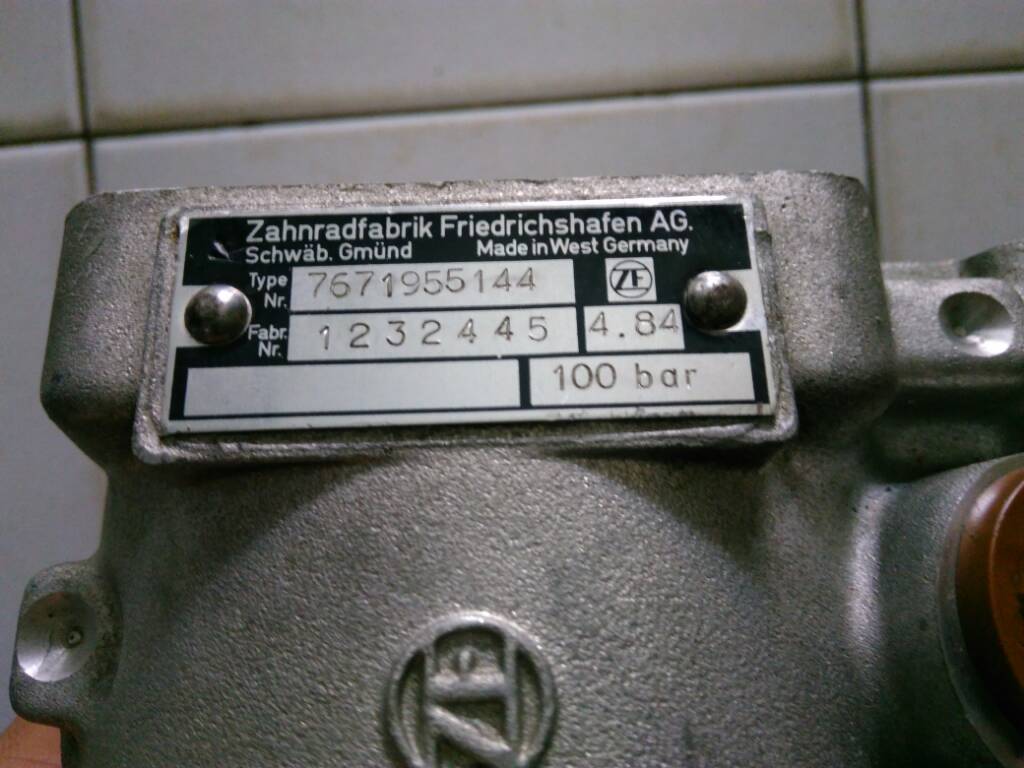 Zahnradfabrik Friedrichshafen AG.
Schwäb. Gmünd Made in West Germany
Type Nr. 7671955144 ZF
Fabr. Nr. 1232445 4.84
100 bar
ZF